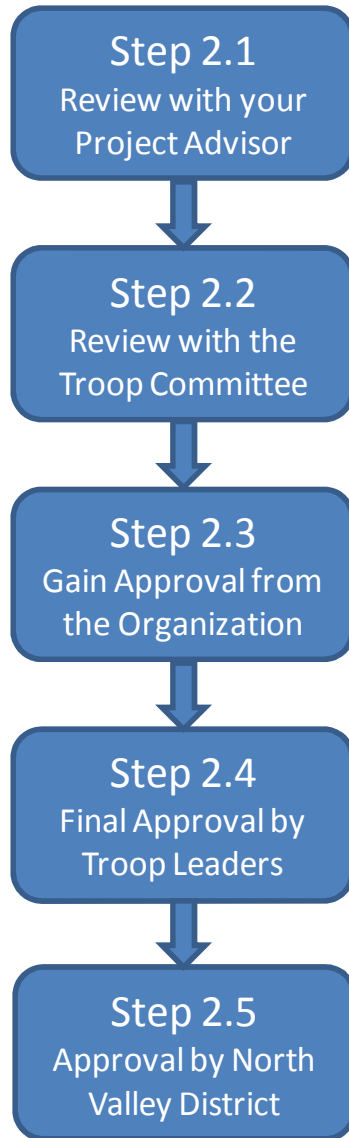 Step 2.1
Review with your
Project Advisor
Step 2.2
Review with the
Troop Committee
Step 2.3
Gain Approval from
the Organization
Step 2.4
Final Approval by
Troop Leaders
Step 2.5
Approval by North
Valley District